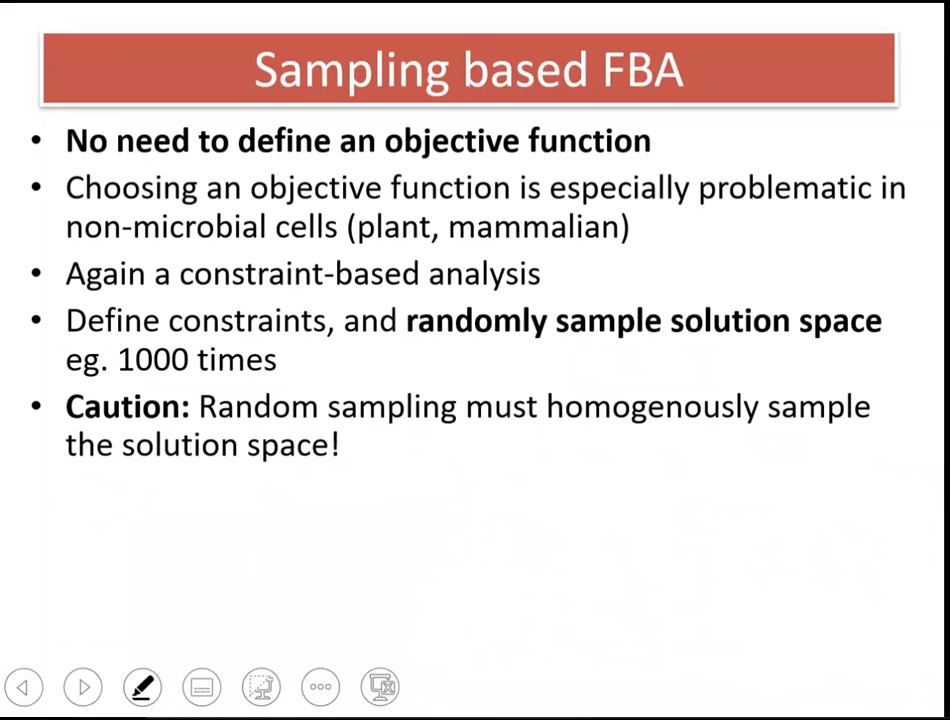 Sampling based FBA
• No need to define an objective function
• Choosing an objective function is especially problematic in
non-microbial cells (plant, mammalian)
• Again a constraint-based analysis
• Define constraints, and randomly sample solution space
eg. 1000 times
• Caution: Random sampling must homogenously sample
the solution space!